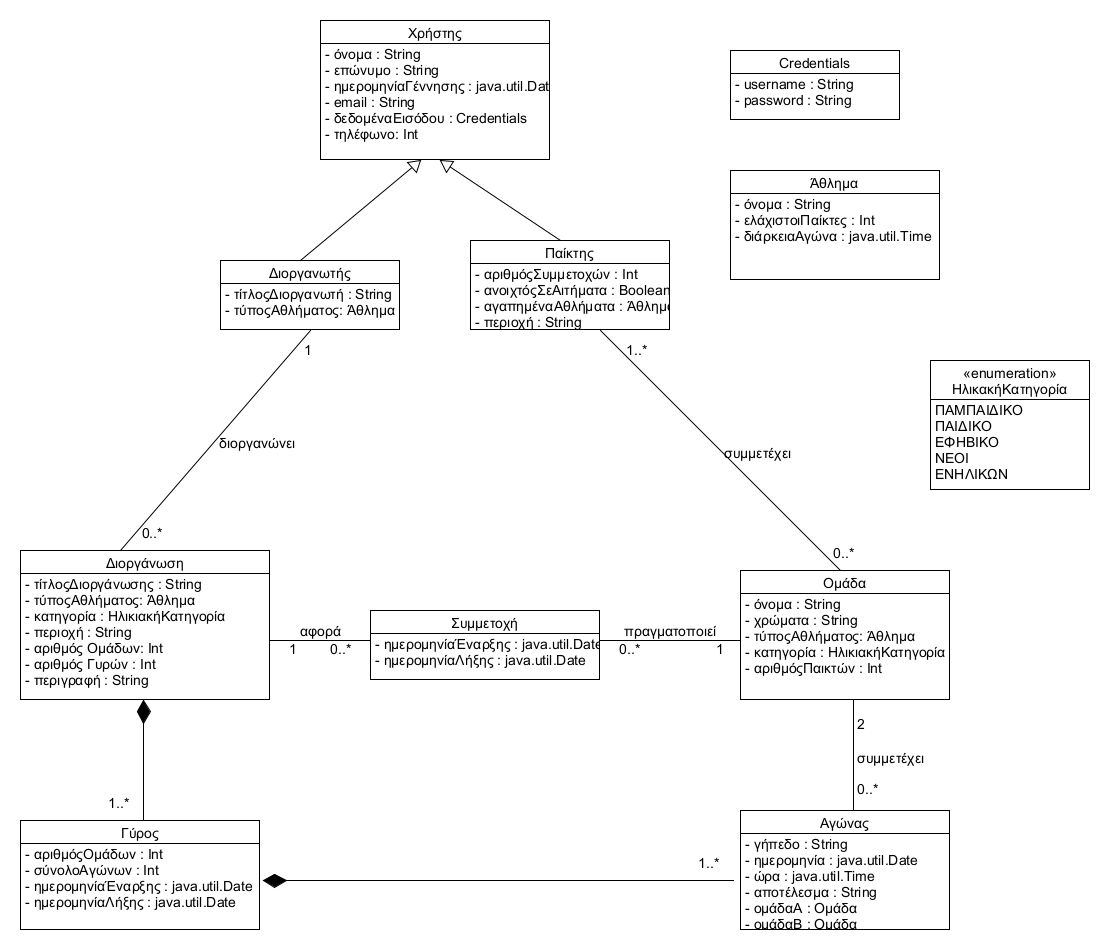 Χρήστης
- όνομα : String
- επώνυμο : String
- ημερομηνίαΓέννησης : java.util.Dat
- email : String
- δεδομέναΕισόδου : Credentials
- τηλέφωνο: Int
Credentials
- username : String
- password : String
Άθλημα
- όνομα : String
- ελάχιστοιΠαίκτες : Int
- διάρκειαΑγώνα : java.util.Time
Διοργανωτής
- τίτλοςΔιοργανωτή : String
- τύποςΑθλήματος: Άθλημα
Παίκτης
- αριθμόςΣυμμετοχών : Int
- ανοιχτόςΣεΑιτήματα : Boolean
- αγαπημέναΑθλήματα : Άθλημα
- περιοχή : String
1
1..*
«enumeration»
ΗλικακήΚατηγορία
ΠΑΜΠΑΙΔΙΚΟ
ΠΑΙΔΙΚΟ
ΕΦΗΒΙΚΟ
ΝΕΟΙ
ΕΝΗΛΙΚΩΝ
διοργανώνει
συμμετέχει
0..*
0..*
Διοργάνωση
- τίτλοςΔιοργάνωσης : String
- τύποςΑθλήματος: Άθλημα
- κατηγορία : ΗλικιακήΚατηγορία
- περιοχή : String
- αριθμός Ομάδων: Int
- αριθμός Γυρών : Int
- περιγραφή : String
αφορά
1
0..*
Συμμετοχή
- ημερομηνίαΈναρξης : java.util.Date
- ημερομηνίαΛήξης : java.util.Date
πραγματοποιεί
0..*
1
Ομάδα
- όνομα : String
- χρώματα : String
- τύποςΑθλήματος: Άθλημα
- κατηγορία : ΗλικιακήΚατηγορία
- αριθμόςΠαικτών : Int
2
συμμετέχει
0..*
1..*
Γύρος
- αριθμόςΟμάδων : Int
- σύνολοΑγώνων : Int
- ημερομηνίαΈναρξης : java.util.Date
- ημερομηνίαΛήξης : java.util.Date
1..*
Αγώνας
- γήπεδο : String
- ημερομηνία : java.util.Date
- ώρα : java.util.Time
- αποτέλεσμα : String
- ομάδαΑ : Ομάδα
- ομάδαΒ : Ομάδα